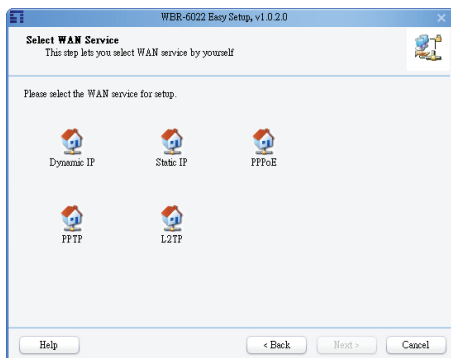 WBR-6022 Easy Setup, v1.0.2.0
Select WAN Service
This step lets you select WAN service by yourself
Please select the WAN service for setup.
Dynamic IP Static IP PPPoE
PPTP L2TP
Help < Back Next > Cancel